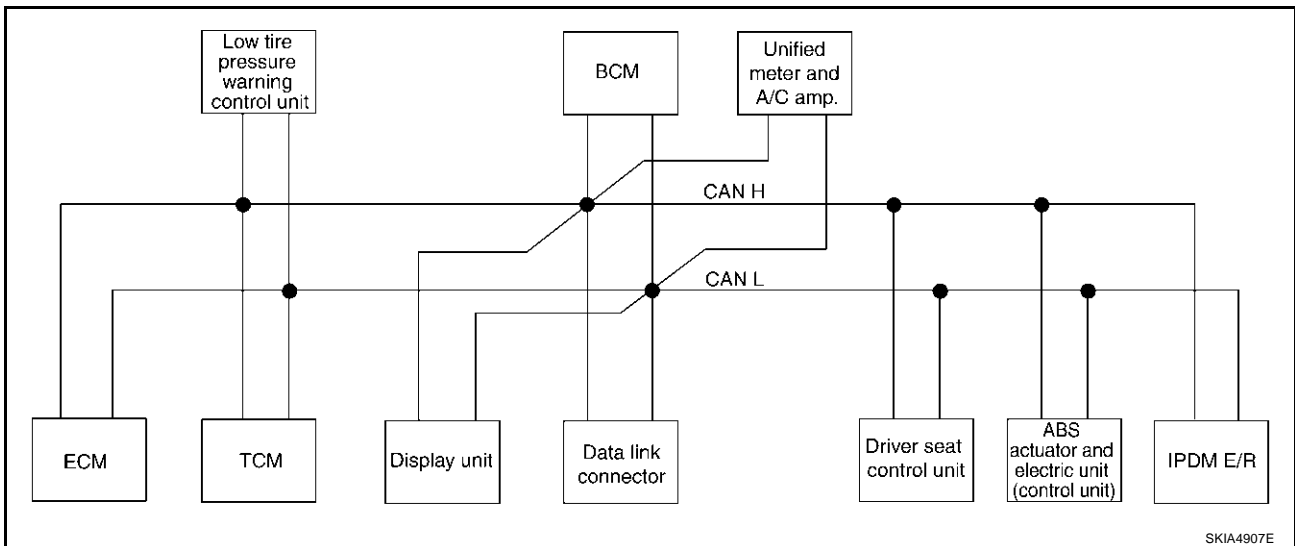 Low tire
pressure
warning
control unit
BCM
Unified
meter and
A/C amp.
CAN H
CAN L
ECM
TCM
Display unit
Data link
connector
Driver seat
control unit
ABS
actuator and
electric unit
(control unit)
IPDM E/R
SKIA4907E